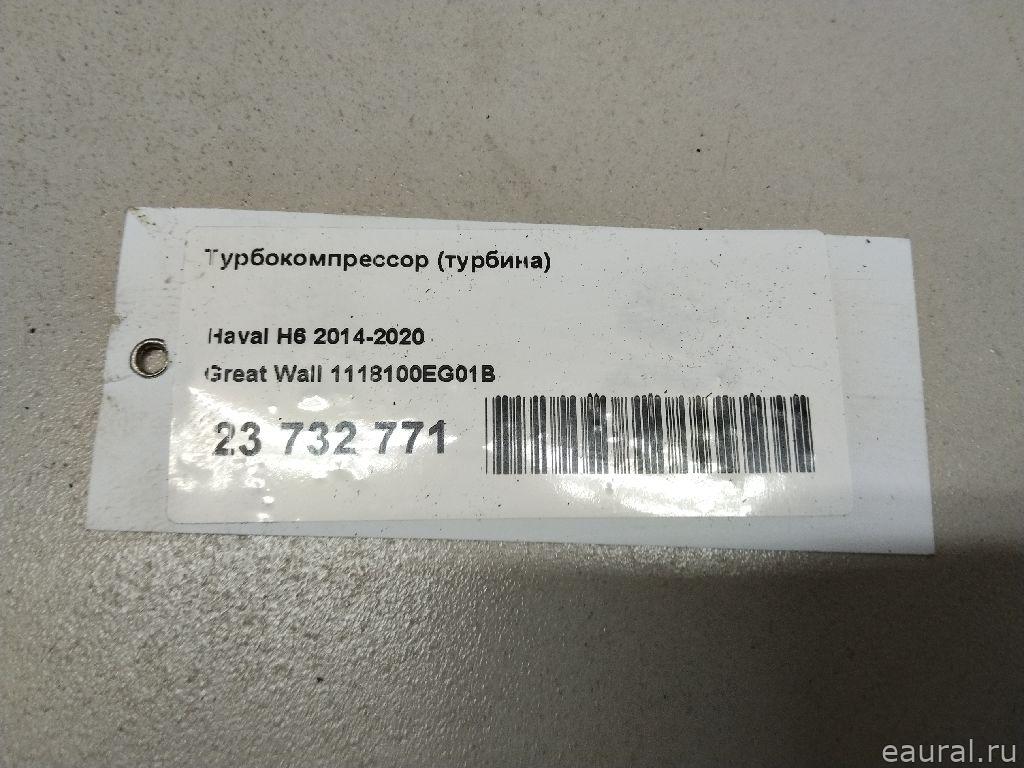 Турбокомпрессор (турбина)
Haval H6 2014-2020
Great Wall 1118100EG01B
23 732 771
eaural.ru